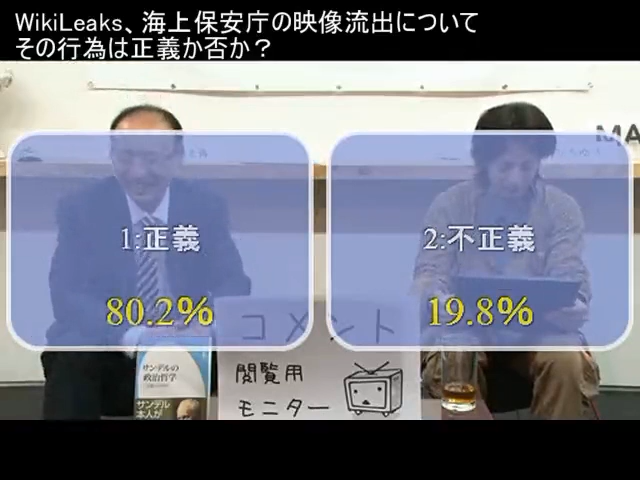 WikiLeaks、海上保安庁の映像流出について
その行為は正義か否か？
MA
1:正義
2:不正義
80.2%
19.8%
コメント
閲覧用
モニター
サンデルの
政治哲学
サンデル
本人が